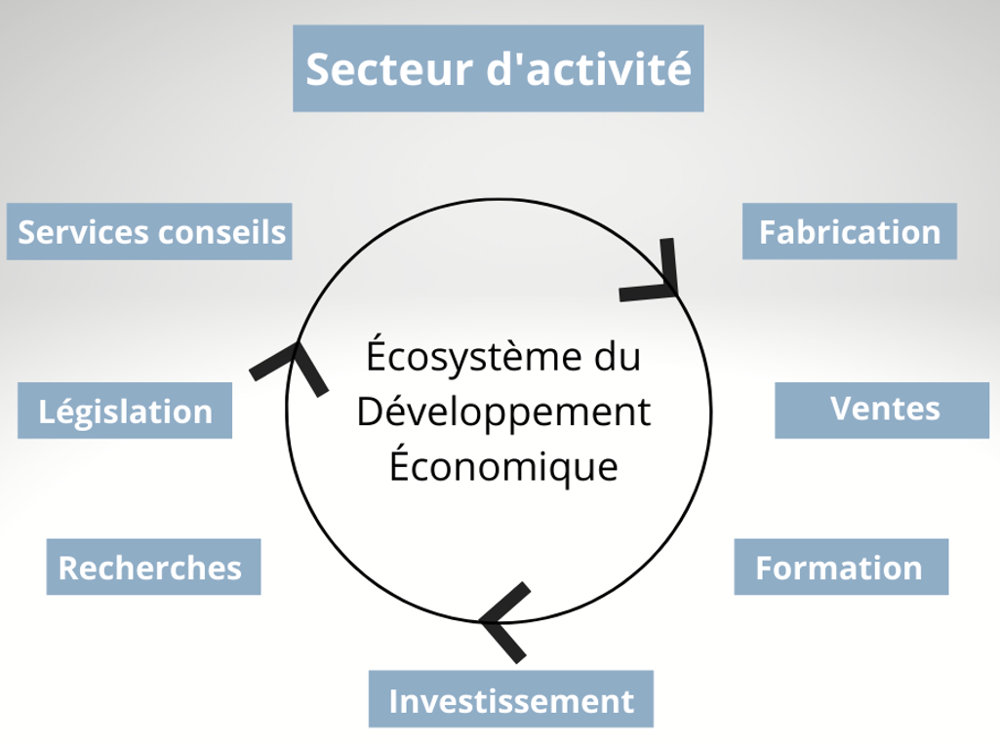 Secteur d'activité
Services conseils
Fabrication
Écosystème du
Développement
Économique
Législation
Ventes
Recherches
Formation
Investissement